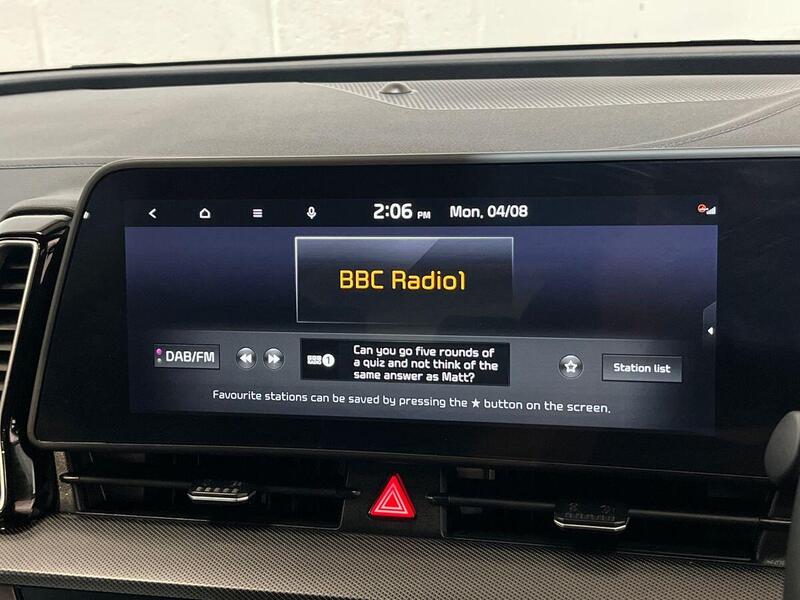 2:06 PM Mon, 04/08
BBC Radio1
DAB/FM
1
Can you go five rounds of
a quiz and not think of the
same answer as Matt?
Station list
Favourite stations can be saved by pressing the ★ button on the screen.